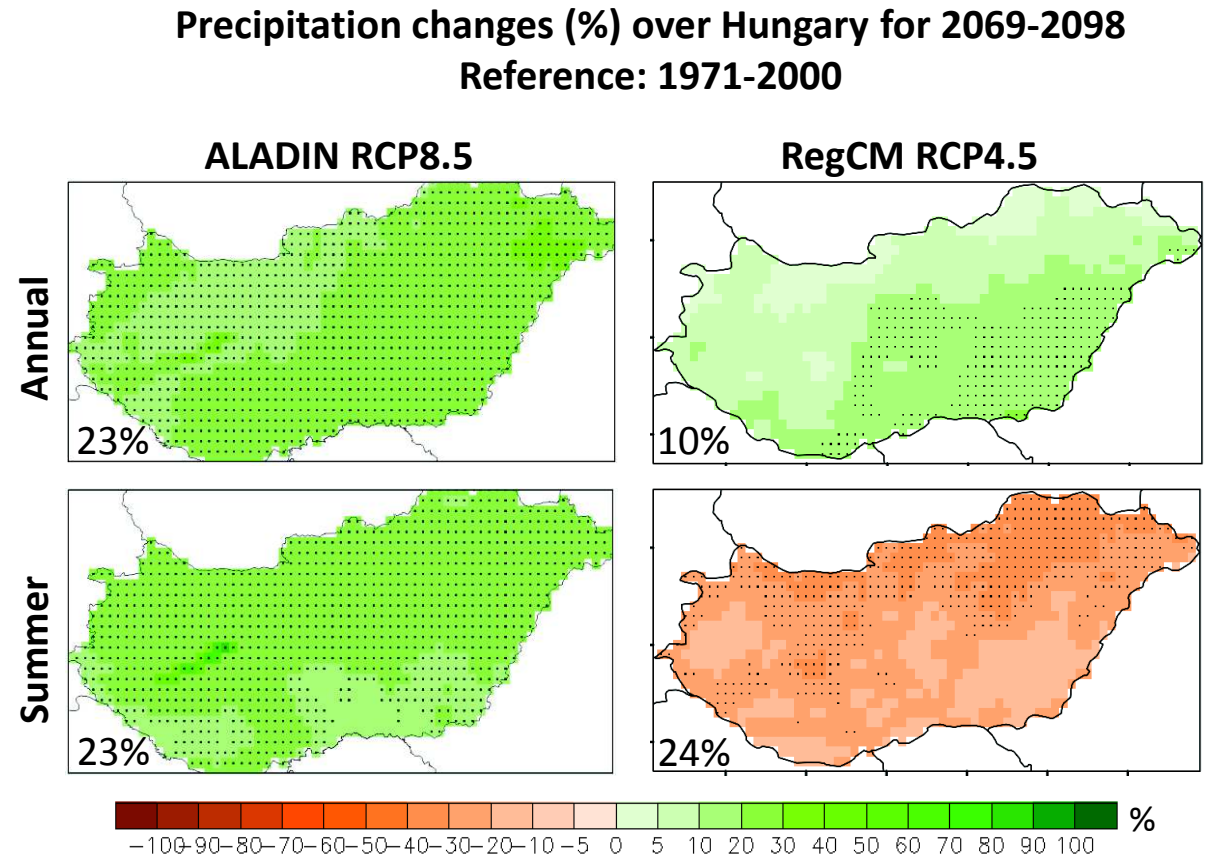 Precipitation changes (%) over Hungary for 2069-2098
Reference: 1971-2000
ALADIN RCP8.5
RegCM RCP4.5
Annual
23%
10%
Summer
23%
24%
%
-100-90-80-70-60-50-40-30-20-10 -5 0 5 10 20 30 40 50 60 70 80 90 100